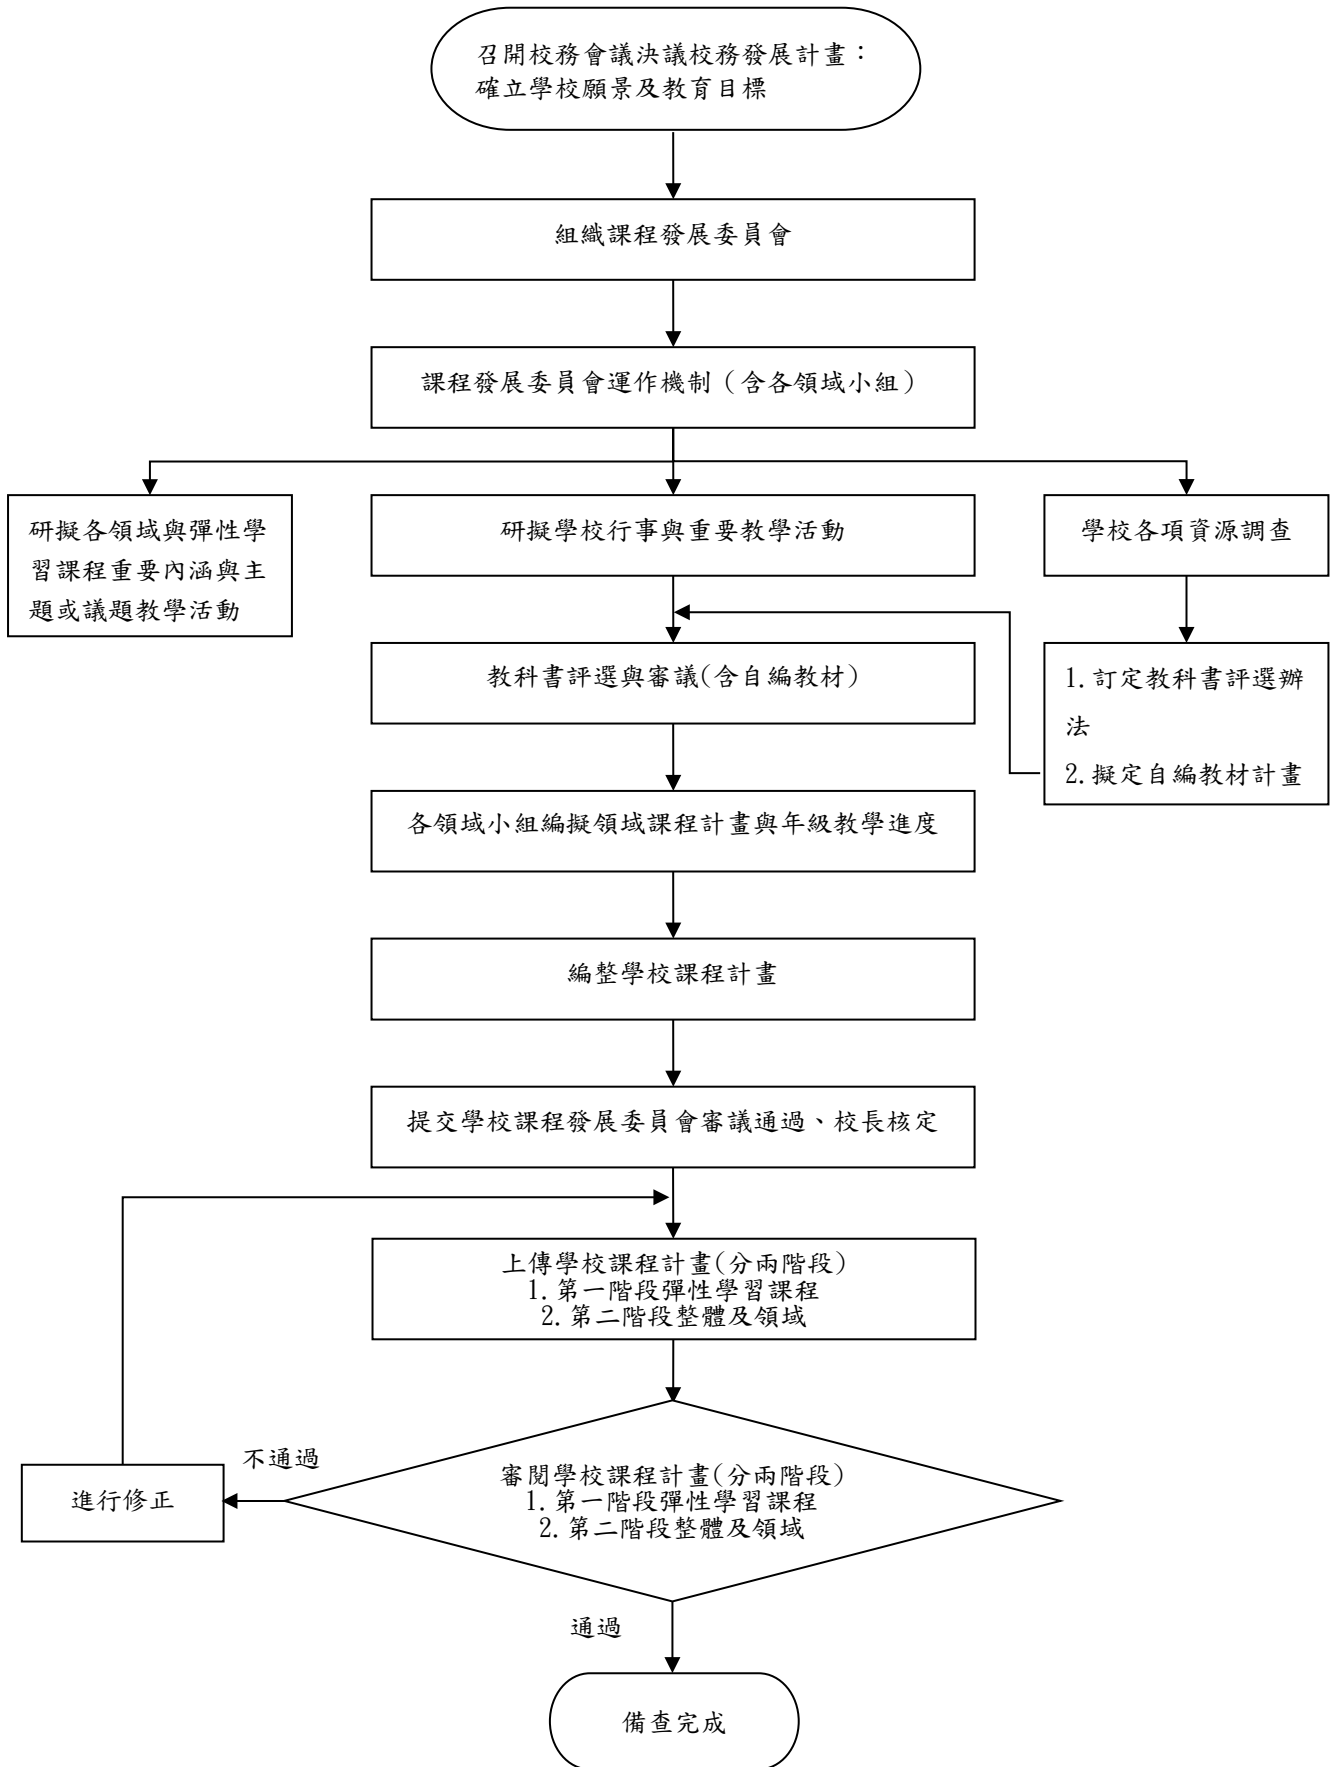 召開校務會議決議校務發展計畫：
確立學校願景及教育目標
組織課程發展委員會
課程發展委員會運作機制（含各領域小組）
研擬各領域與彈性學
習課程重要內涵與主
題或議題教學活動
研擬學校行事與重要教學活動
學校各項資源調查
教科書評選與審議(含自編教材)
1.訂定教科書評選辦
法
2.擬定自編教材計畫
各領域小組編擬領域課程計畫與年級教學進度
編整學校課程計畫
提交學校課程發展委員會審議通過、校長核定
上傳學校課程計畫(分兩階段)
1.第一階段彈性學習課程
2.第二階段整體及領域
不通過
進行修正
審閱學校課程計畫(分兩階段)
1.第一階段彈性學習課程
2.第二階段整體及領域
通過
備查完成